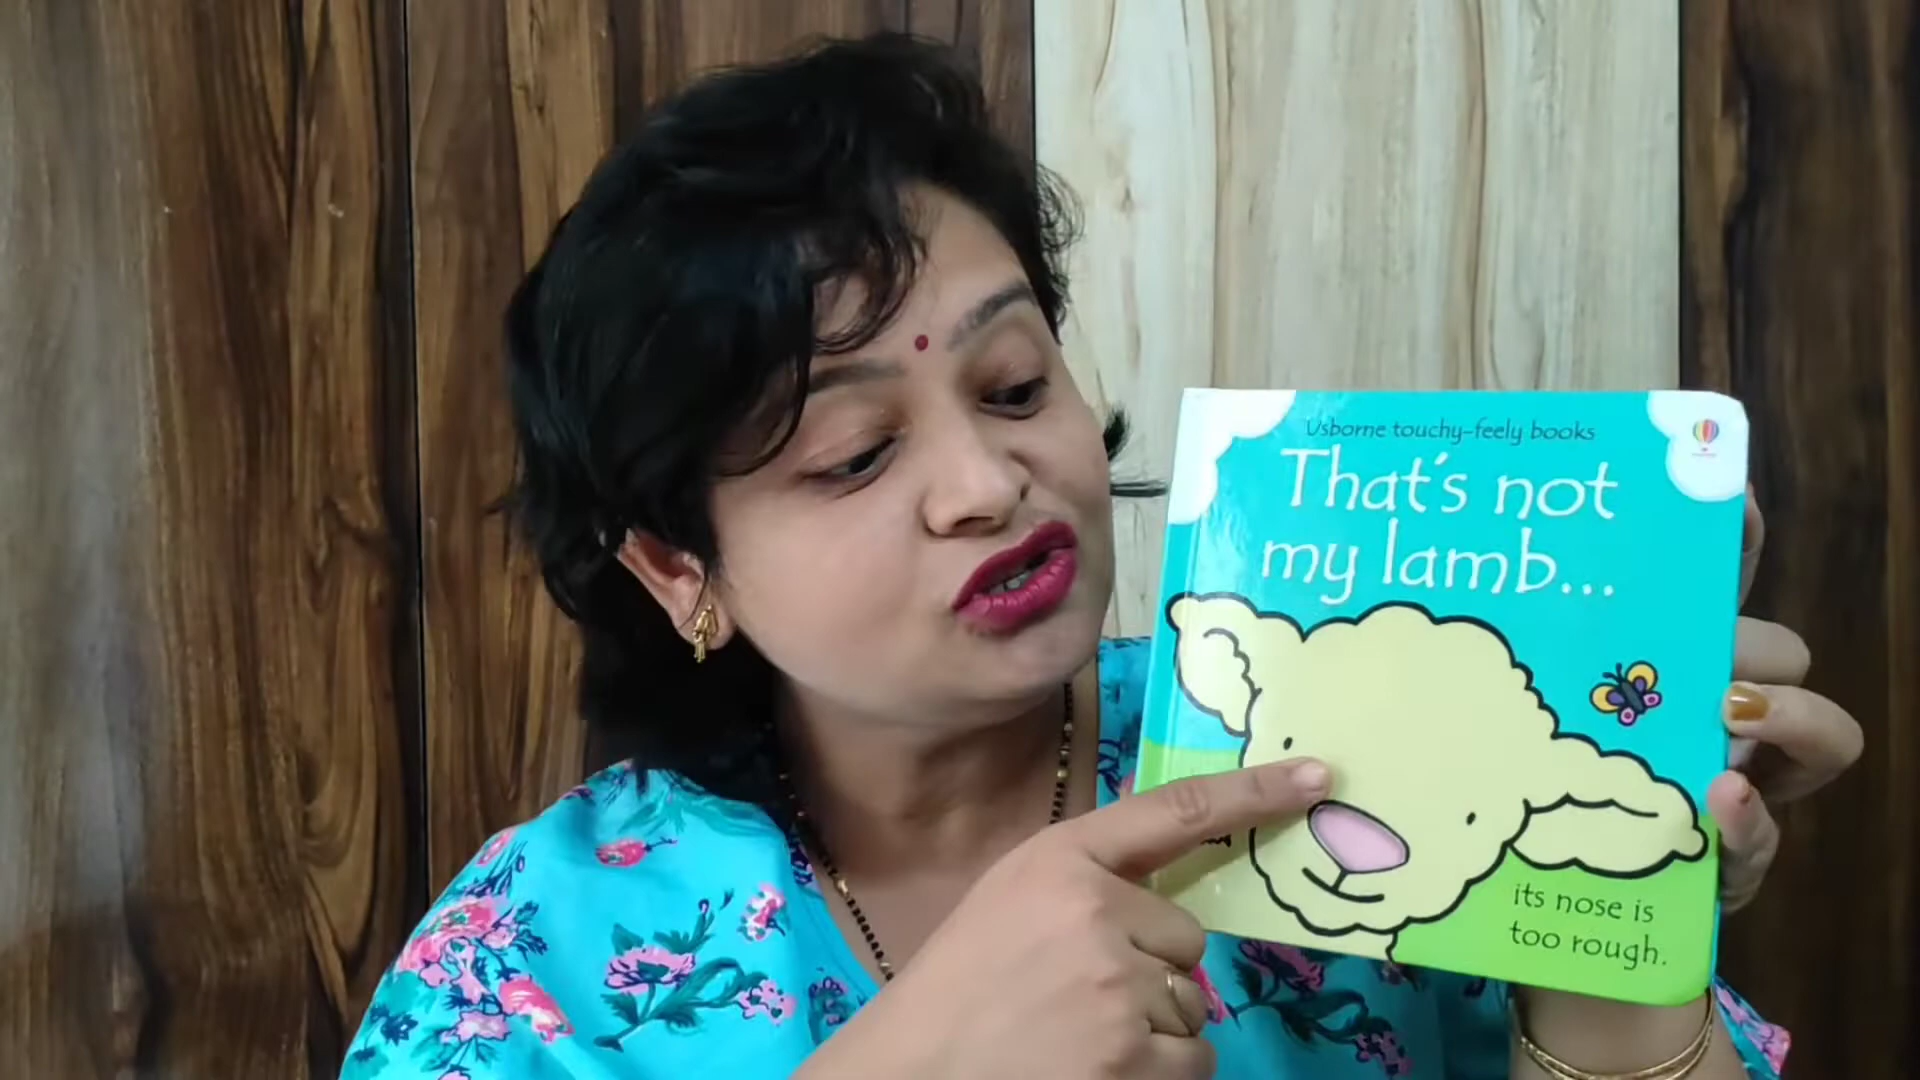 Usborne touchy-feely books
That's not
my lamb...
its nose is
too rough.